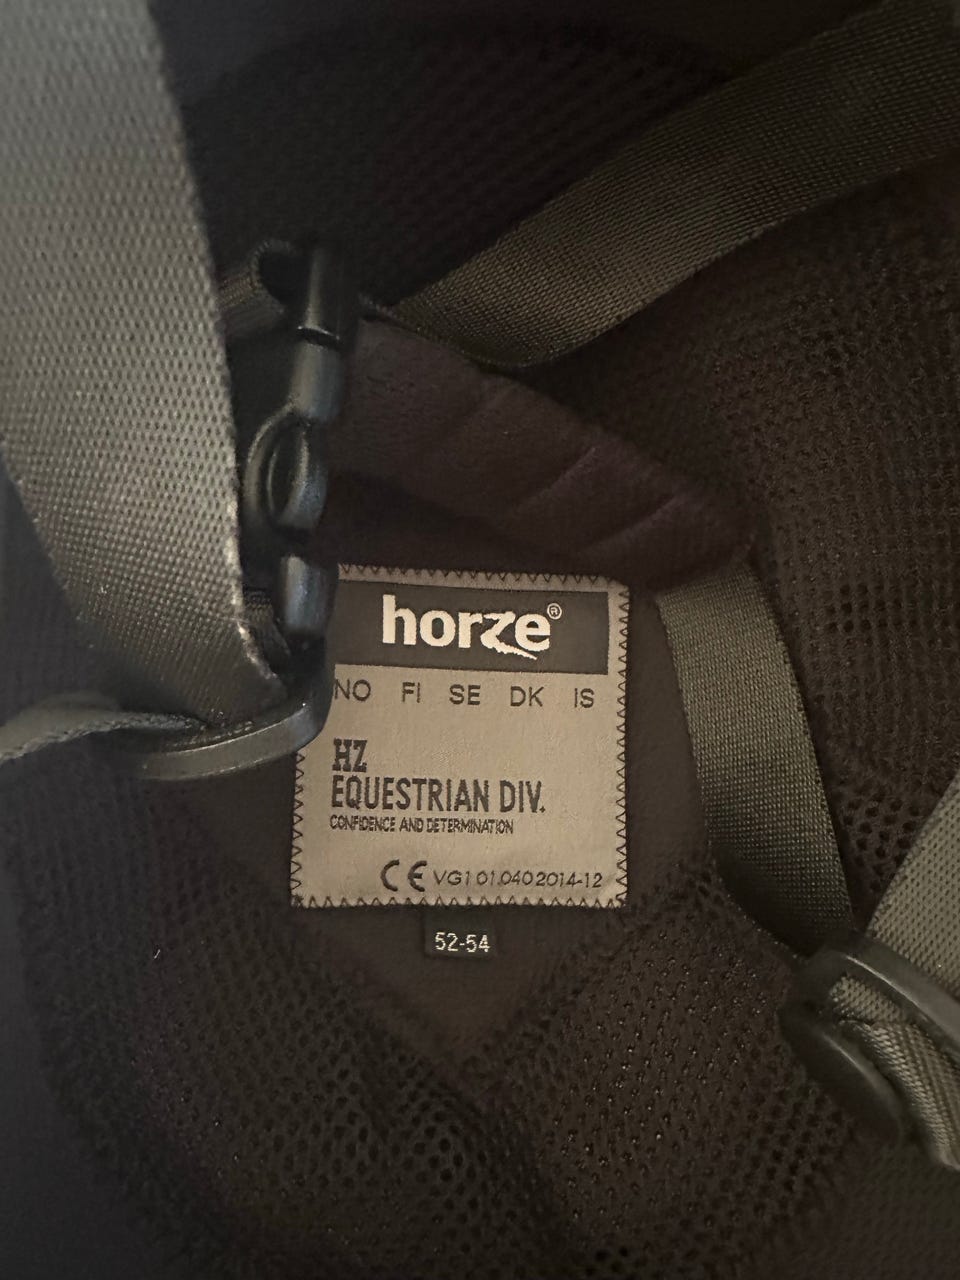 horze®
NO FI SE DK IS
HZ
EQUESTRIAN DIV.
CONFIDENCE AND DETERMINATION
CE VG1 01.040 2014-12
52-54